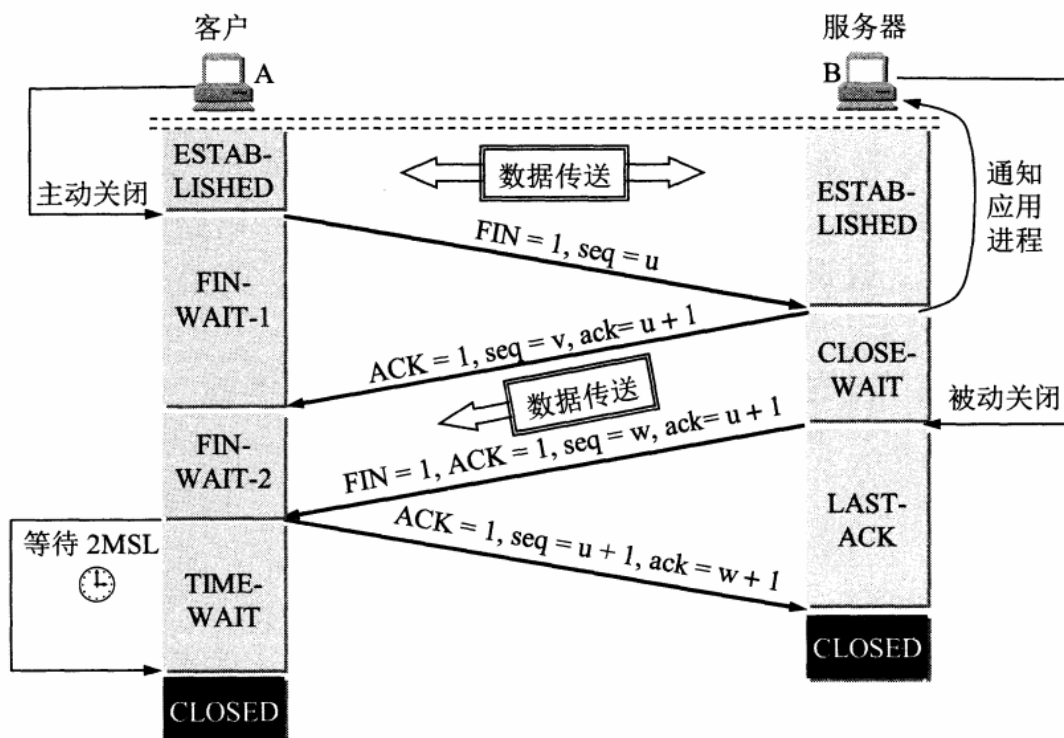 客户
服务器
A
B
ESTAB-
LISHED
数据传送
ESTAB-
LISHED
通知
应用
进程
主动关闭
FIN = 1, seq = u
FIN-
WAIT-1
ACK = 1, seq = v, ack= u + 1
CLOSE-
WAIT
数据传送
被动关闭
FIN-
WAIT-2
FIN = 1, ACK = 1, seq = w, ack= u + 1
ACK = 1, seq = u + 1, ack = w + 1
LAST-
ACK
等待 2MSL
TIME-
WAIT
CLOSED
CLOSED